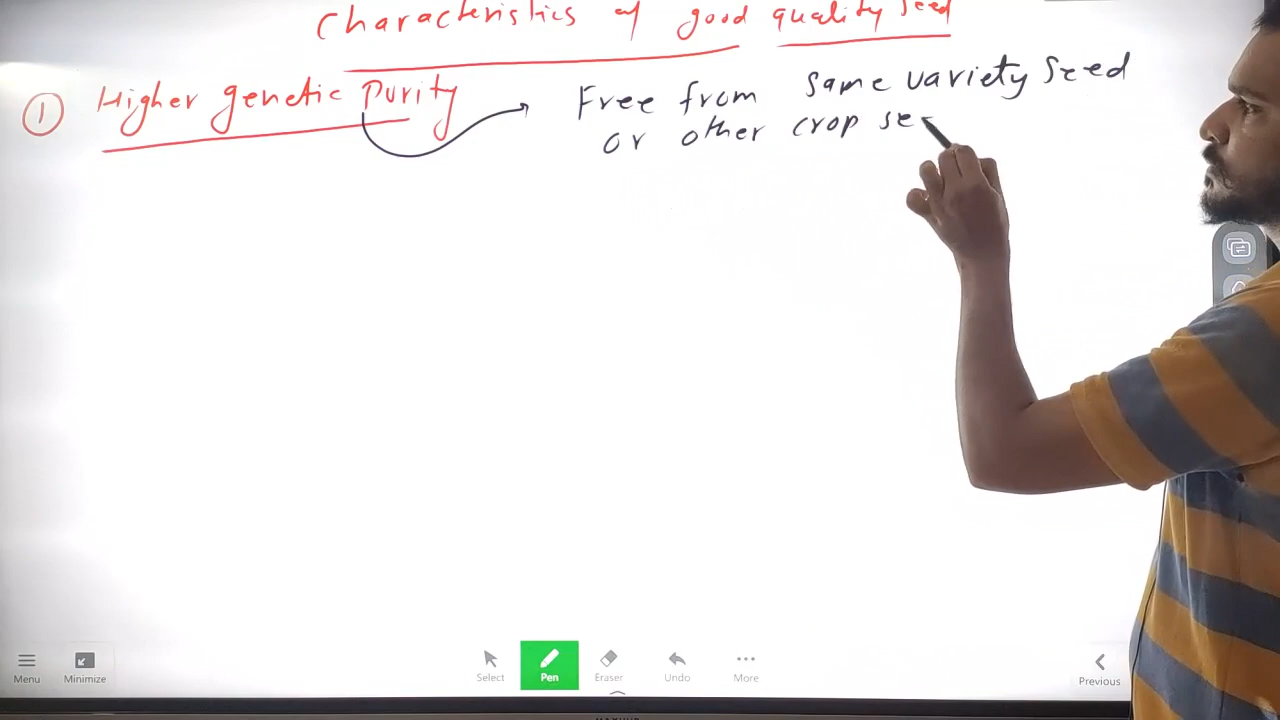 Characteristics of good quality seed
① Higher genetic purity → Free from same variety seed
or other crop se
Menu
Minimize
Select
Pen
Eraser
Undo
More
Previous